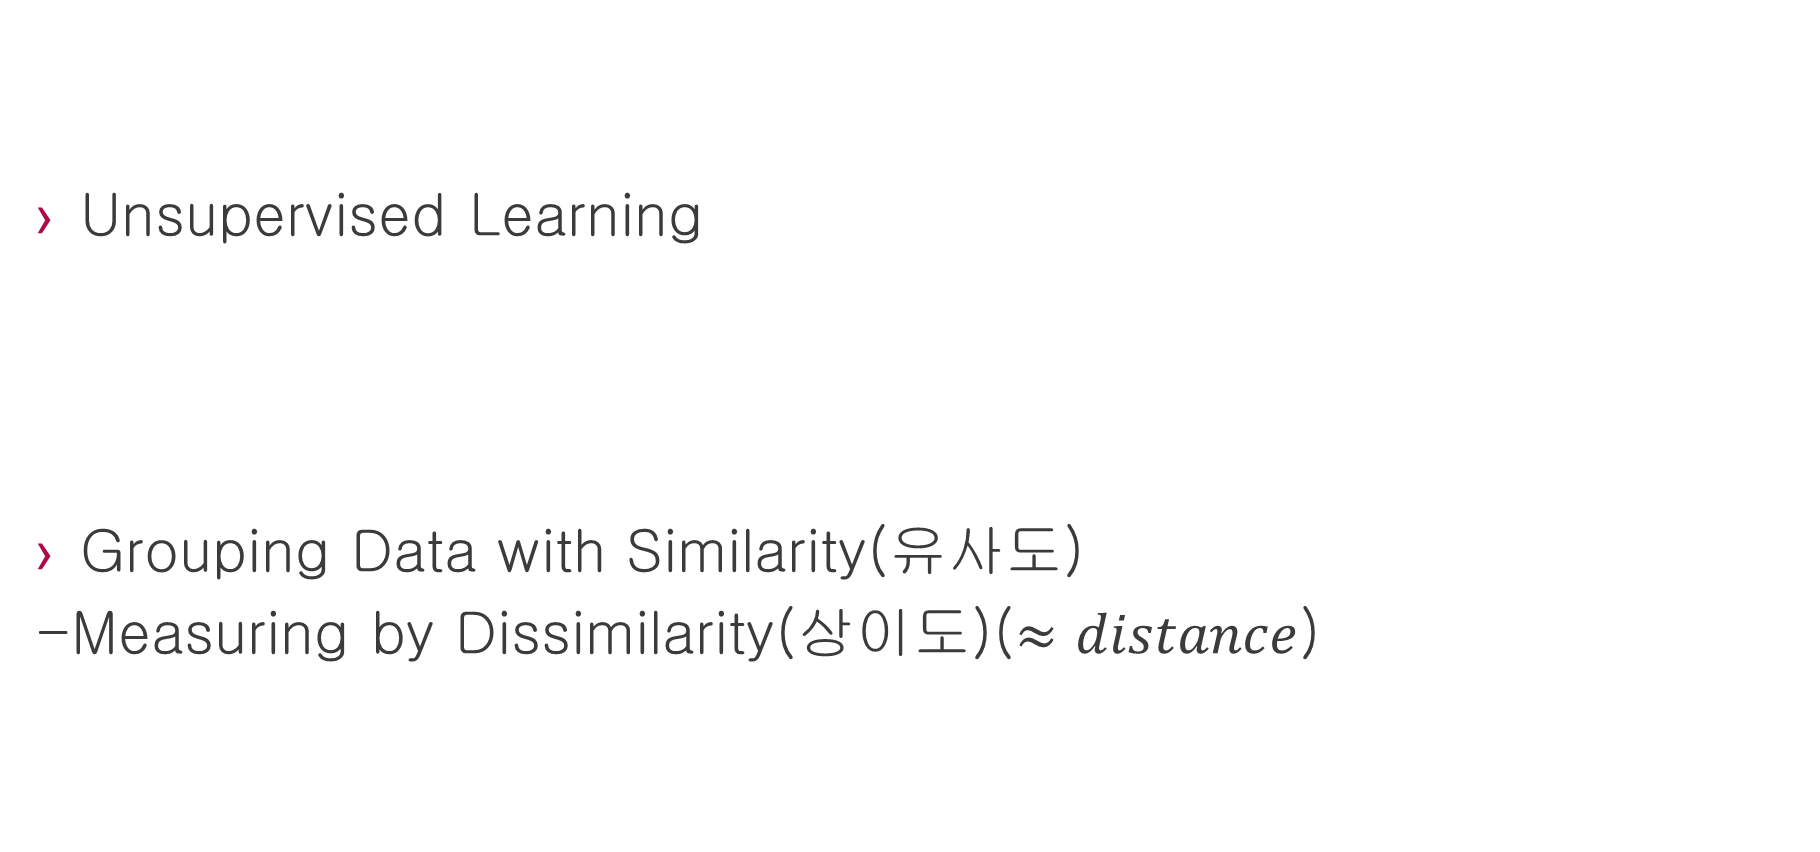 › Unsupervised Learning
› Grouping Data with Similarity(유사도)
-Measuring by Dissimilarity(상이도)(≈ distance)